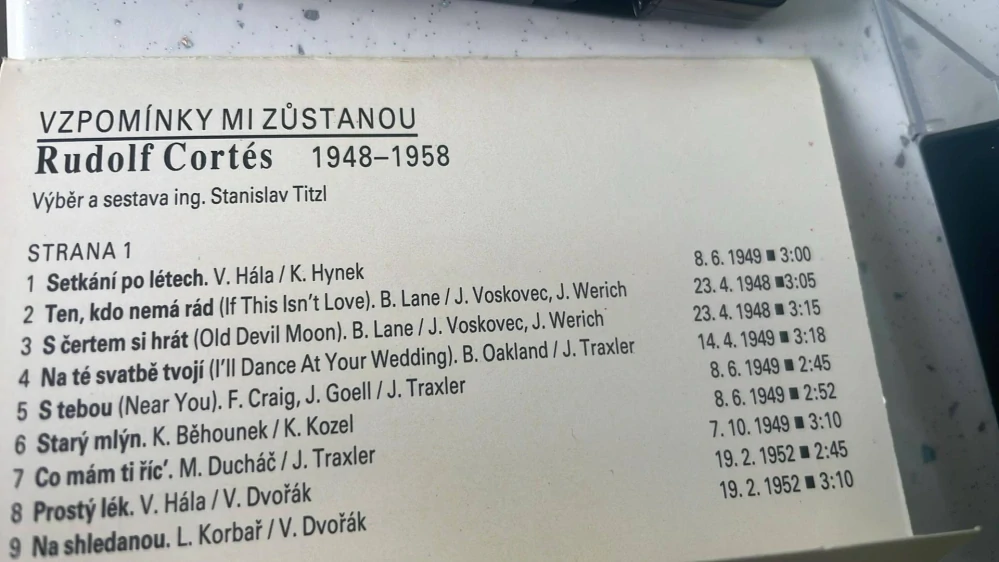 VZPOMÍNKY MI ZŮSTANOU
Rudolf Cortés 1948–1958
Výběr a sestava ing. Stanislav Titzl
STRANA 1
1 Setkání po létech. V. Hála / K. Hynek 8. 6. 1949 ■ 3:00
2 Ten, kdo nemá rád (If This Isn't Love). B. Lane / J. Voskovec, J. Werich 23. 4. 1948 ■ 3:05
3 S čertem si hrát (Old Devil Moon). B. Lane / J. Voskovec, J. Werich 23. 4. 1948 ■ 3:15
4 Na té svatbě tvojí (I'll Dance At Your Wedding). B. Oakland / J. Traxler 14. 4. 1949 ■ 3:18
5 S tebou (Near You). F. Craig, J. Goell / J. Traxler 8. 6. 1949 ■ 2:45
6 Starý mlýn. K. Běhounek / K. Kozel 8. 6. 1949 ■ 2:52
7 Co mám ti říc'. M. Ducháč / J. Traxler 7. 10. 1949 ■ 3:10
8 Prostý lék. V. Hála / V. Dvořák 19. 2. 1952 ■ 2:45
9 Na shledanou. L. Korbař / V. Dvořák 19. 2. 1952 ■ 3:10